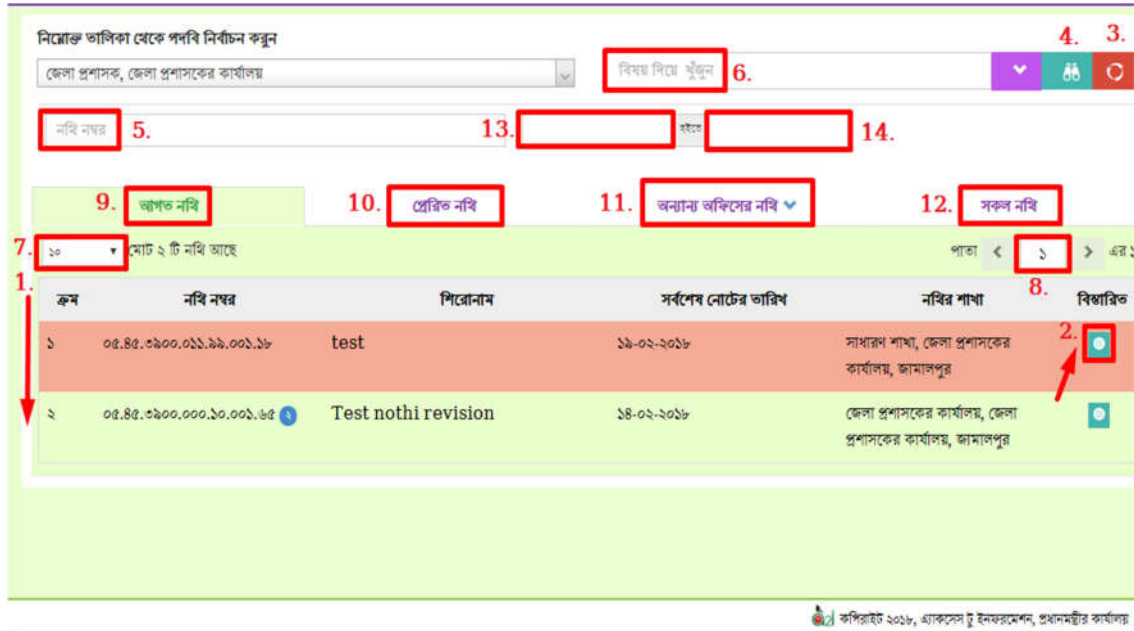 নিম্নোক্ত তালিকা থেকে পদবি নির্বাচন করুন
4. 3.
জেলা প্রশাসক, জেলা প্রশাসকের কার্যালয়
বিষয় দিয়ে খুঁজুন 6.
নথি নম্বর 5. 13. হইতে 14.
9. আগত নথি 10. প্রেরিত নথি 11. অন্যান্য অফিসের নথি 12. সকল নথি
7. ১০ মোট ২ টি নথি আছে পাতা ১ এর ১
1. 8.
ক্রম নথি নম্বর শিরোনাম সর্বশেষ নোটের তারিখ নথির শাখা বিস্তারিত
2.
১ ০৫.৪৫.৩৯০০.০১১.৯৯.০০১.১৮ test ১৯-০২-২০১৮ সাধারণ শাখা, জেলা প্রশাসকের
কার্যালয়, জামালপুর
২ ০৫.৪৫.৩৯০০.০০০.১০.০০১.৬৫ ২ Test nothi revision ১৪-০২-২০১৮ জেলা প্রশাসকের কার্যালয়, জেলা
প্রশাসকের কার্যালয়, জামালপুর
a2i কপিরাইট ২০১৮, এ্যাকসেস টু ইনফরমেশন, প্রধানমন্ত্রীর কার্যালয়